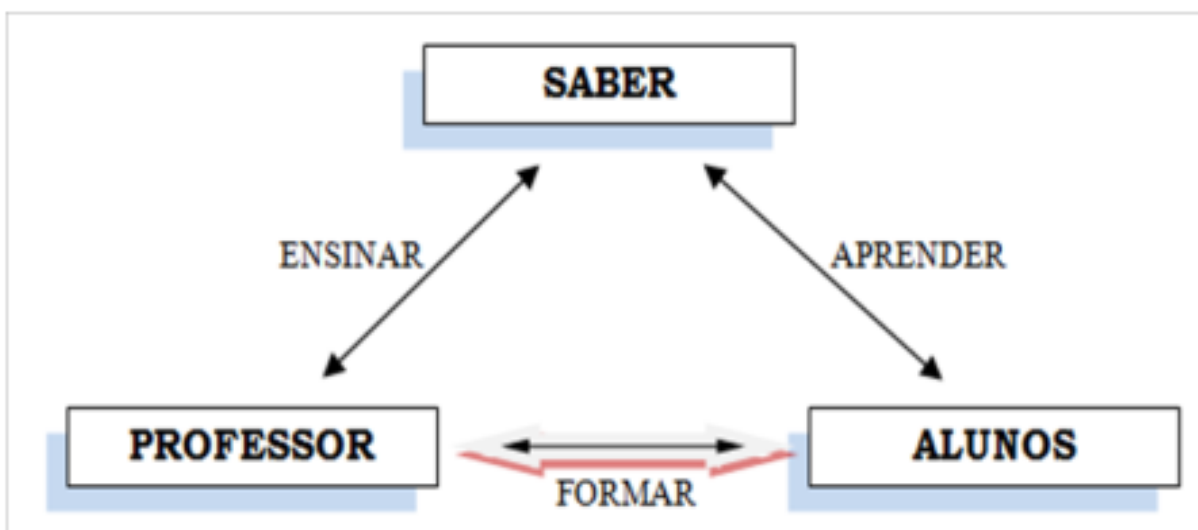 SABER
ENSINAR
APRENDER
PROFESSOR
ALUNOS
FORMAR